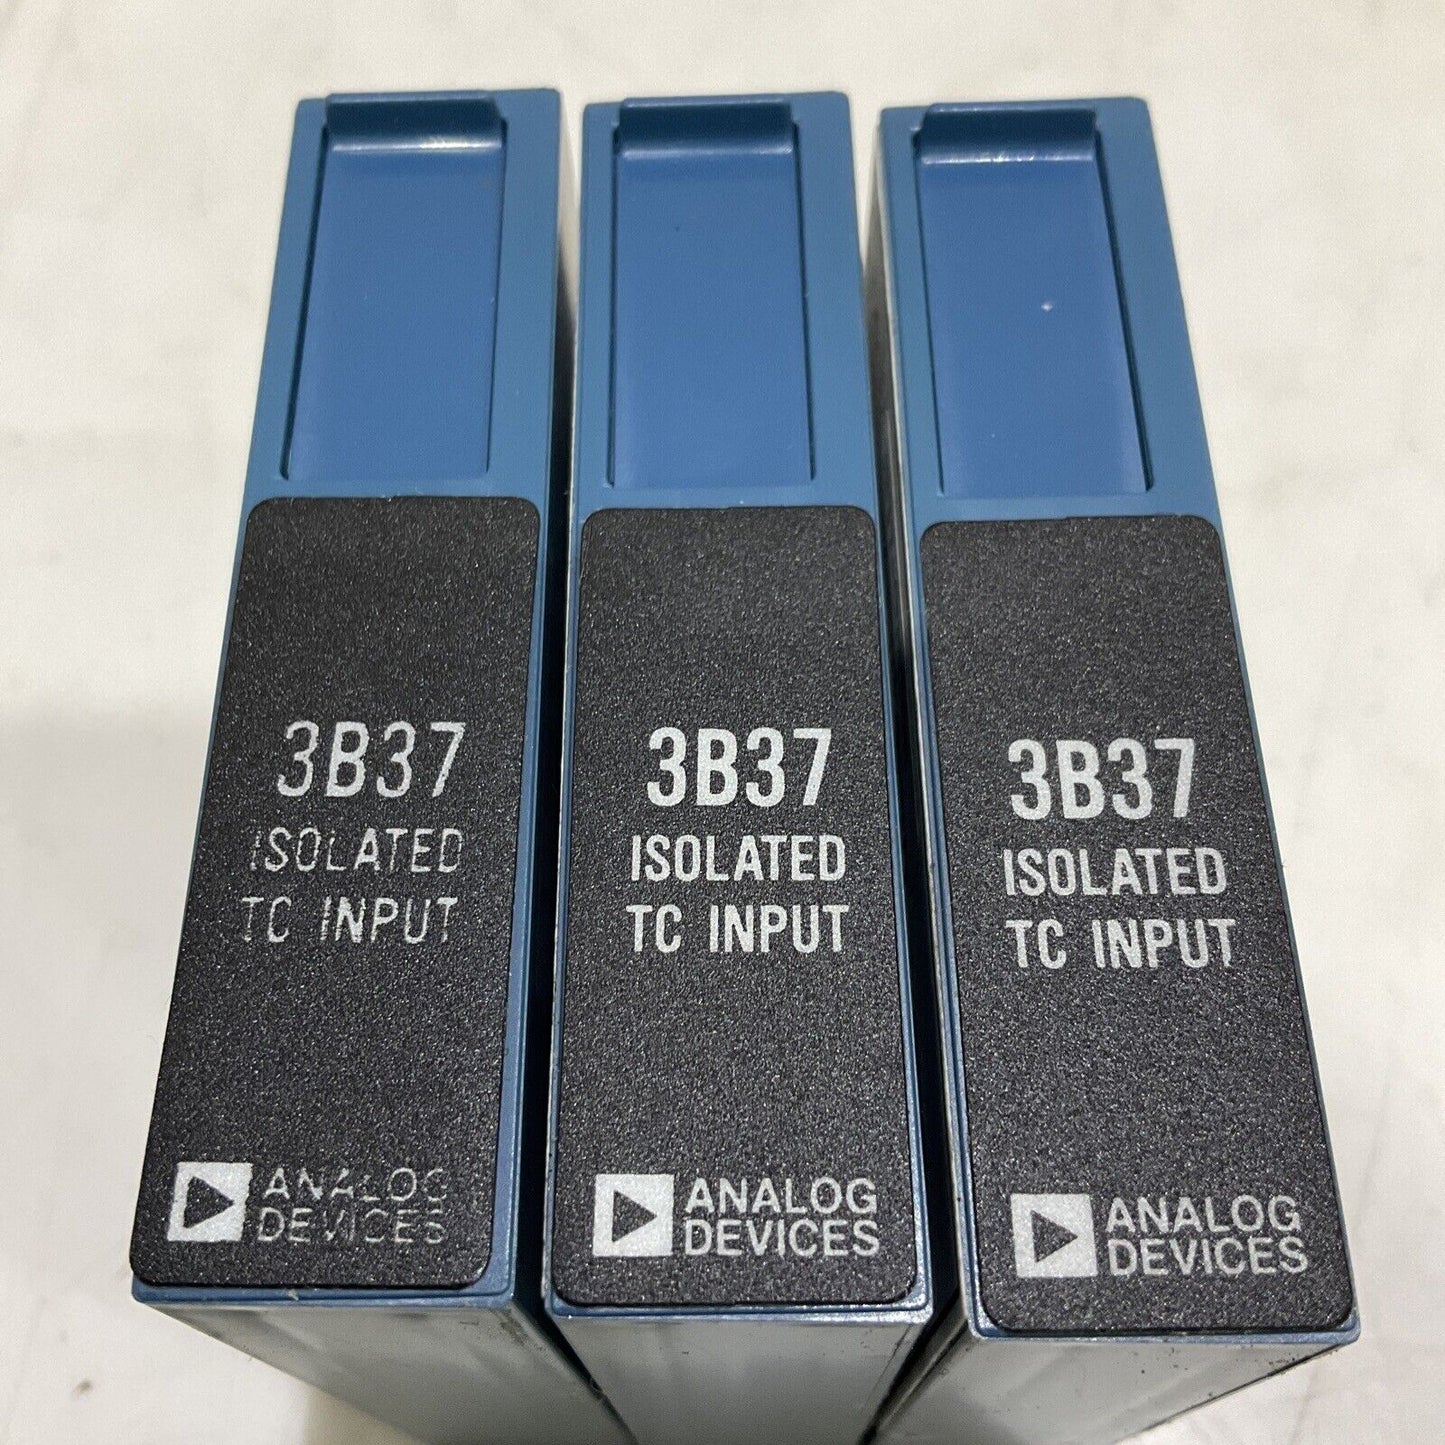 3B37
ISOLATED
TC INPUT
ANALOG
DEVICES
3B37
ISOLATED
TC INPUT
ANALOG
DEVICES
3B37
ISOLATED
TC INPUT
ANALOG
DEVICES